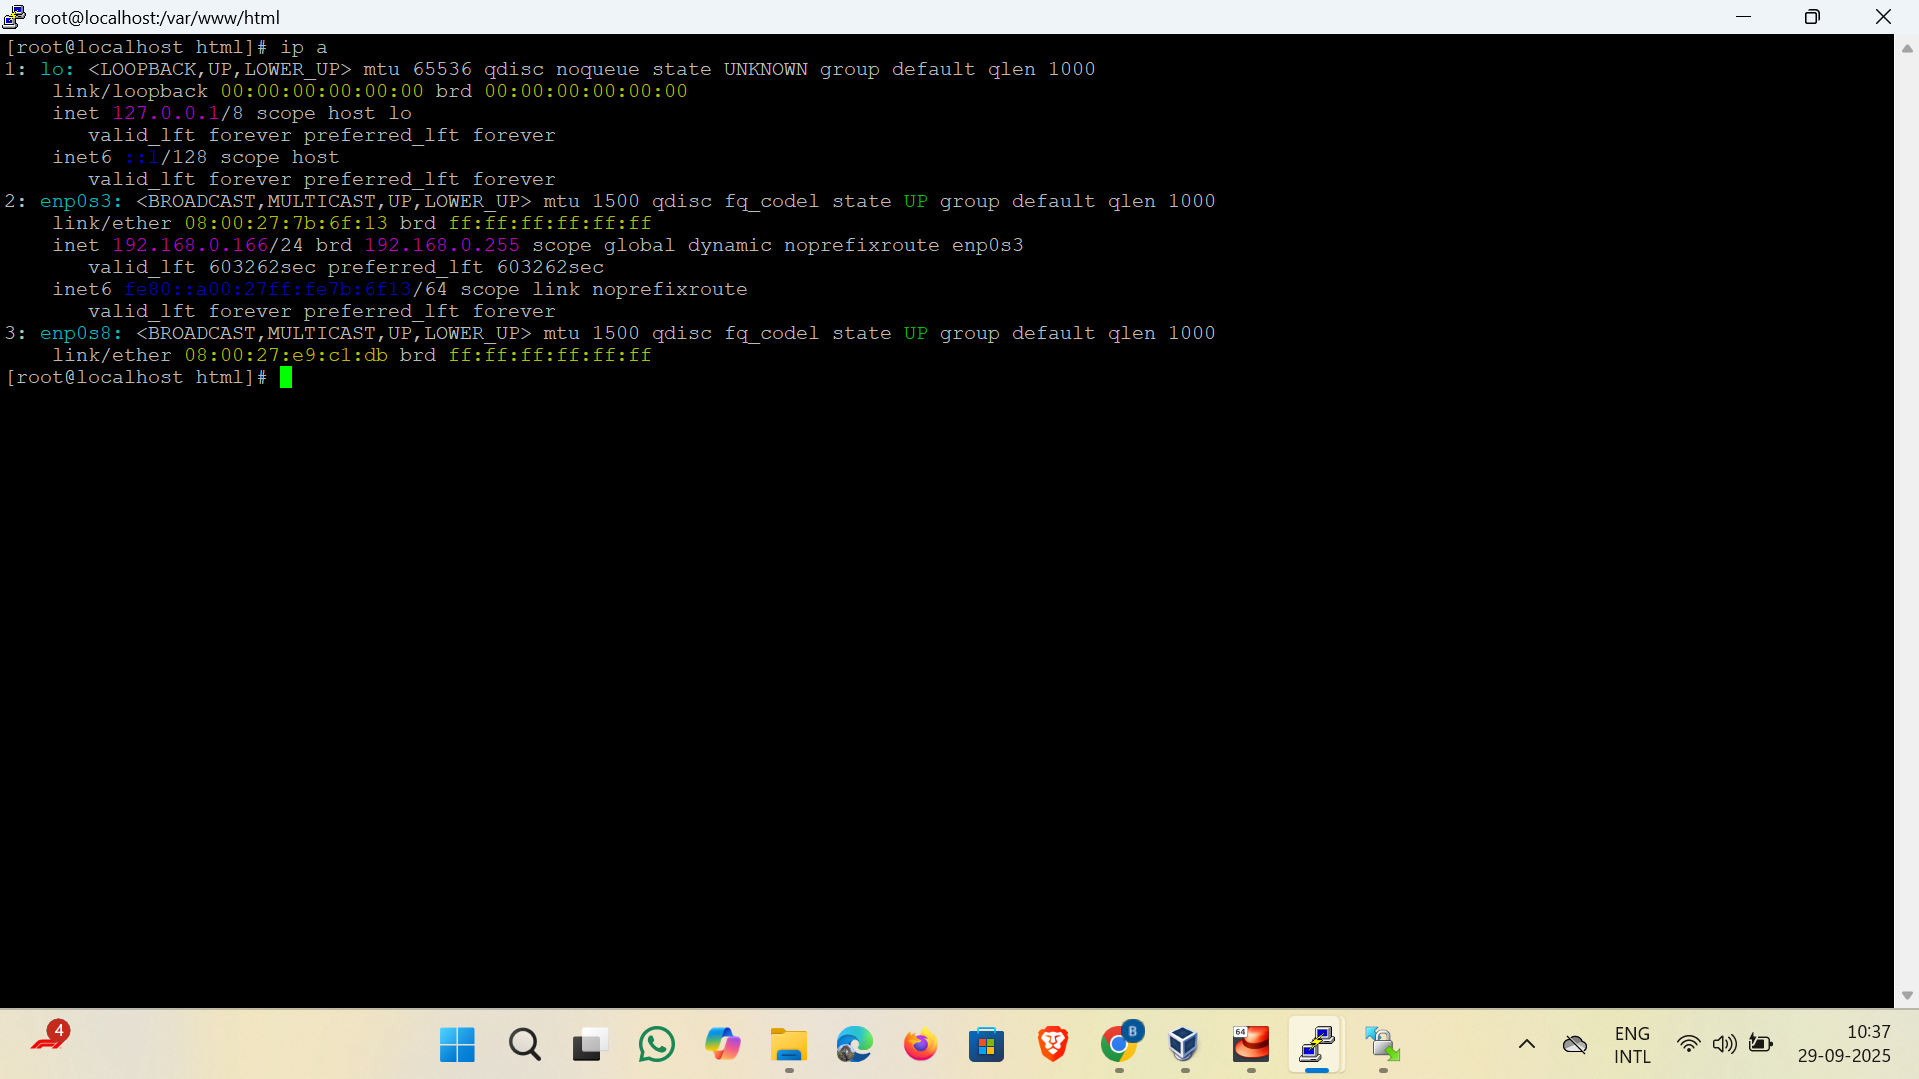 root@localhost:/var/www/html
[root@localhost html]# ip a
1: lo: <LOOPBACK,UP,LOWER_UP> mtu 65536 qdisc noqueue state UNKNOWN group default qlen 1000
    link/loopback 00:00:00:00:00:00 brd 00:00:00:00:00:00
    inet 127.0.0.1/8 scope host lo
       valid_lft forever preferred_lft forever
    inet6 ::1/128 scope host
       valid_lft forever preferred_lft forever
2: enp0s3: <BROADCAST,MULTICAST,UP,LOWER_UP> mtu 1500 qdisc fq_codel state UP group default qlen 1000
    link/ether 08:00:27:7b:6f:13 brd ff:ff:ff:ff:ff:ff
    inet 192.168.0.166/24 brd 192.168.0.255 scope global dynamic noprefixroute enp0s3
       valid_lft 603262sec preferred_lft 603262sec
    inet6 fe80::a00:27ff:fe7b:6f13/64 scope link noprefixroute
       valid_lft forever preferred_lft forever
3: enp0s8: <BROADCAST,MULTICAST,UP,LOWER_UP> mtu 1500 qdisc fq_codel state UP group default qlen 1000
    link/ether 08:00:27:e9:c1:db brd ff:ff:ff:ff:ff:ff
[root@localhost html]#
4
B
64
ENG
INTL
10:37
29-09-2025